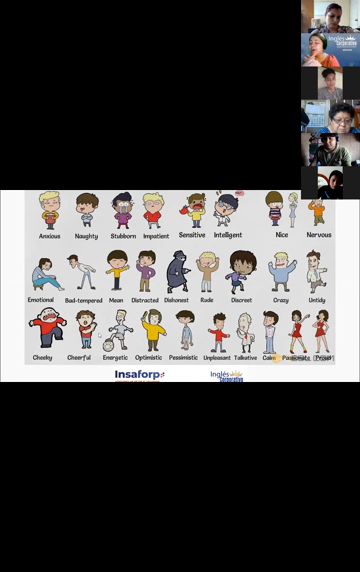 Inglés
Corporativo
Anxious Naughty Stubborn Impatient Sensitive Intelligent Nice Nervous
Emotional Bad-tempered Mean Distracted Dishonest Rude Discreet Crazy Untidy
Cheeky Cheerful Energetic Optimistic Pessimistic Unpleasant Talkative Calm
Insaforp
Inglés
Corporativo